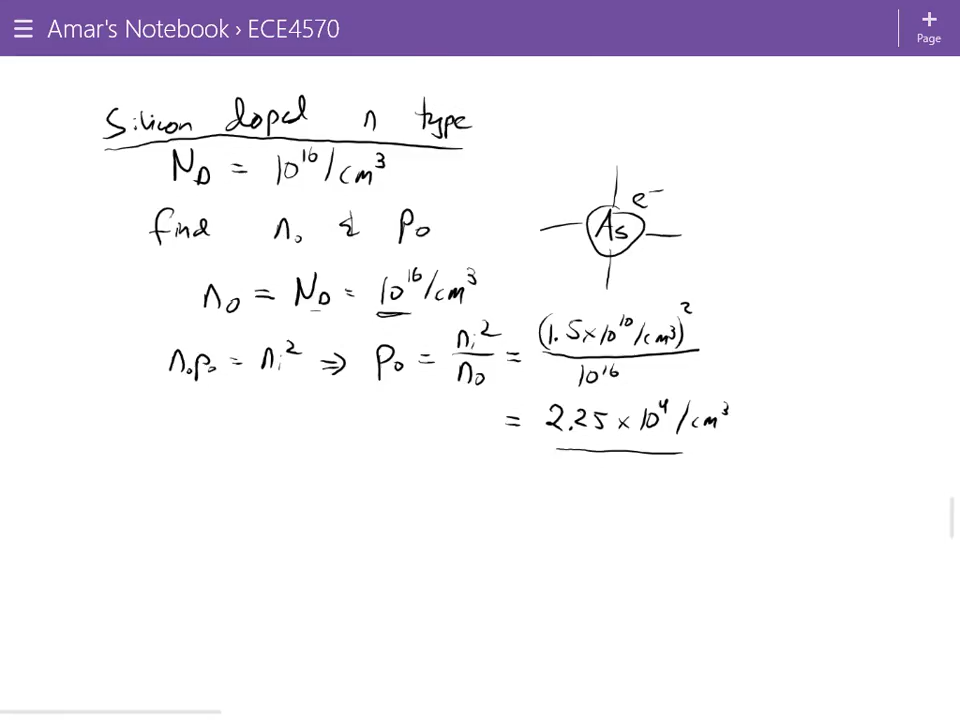 ☰ Amar's Notebook › ECE4570
+ Page
Silicon doped n type
N_D = 10^16/cm^3
find n_0 & p_0
As e^-
n_0 = N_D = 10^16/cm^3
n_0 p_0 = n_i^2 ⇒ p_0 = n_i^2/n_0 = (1.5×10^10/cm^3)^2/10^16
= 2.25 × 10^4/cm^3